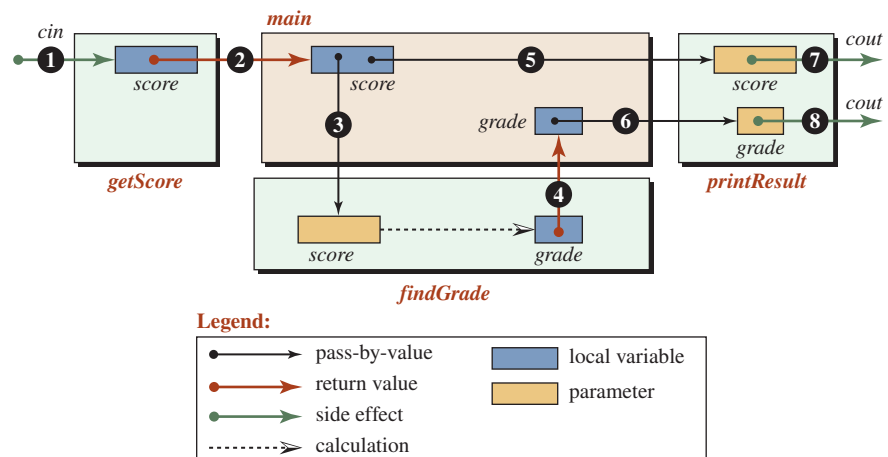 main
cin
cout
1
2
5
7
score
score
score
cout
3
grade
6
8
grade
getScore
printResult
4
score
grade
findGrade
Legend:
pass-by-value
local variable
return value
parameter
side effect
calculation